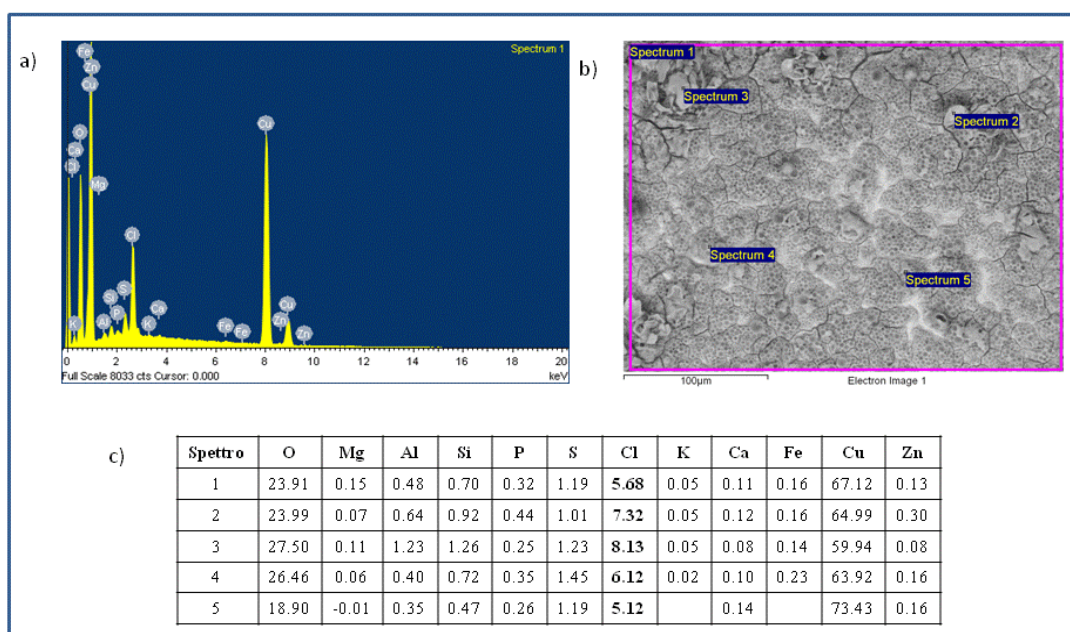 a)
Spectrum 1
Fe
Zn
Cu
O
Ca
Cl
Mg
Cl
Cu
K
Al
Si
P
S
K
Ca
Fe
Fe
Zn
Cu
Zn
0 2 4 6 8 10 12 14 16 18 20
Full Scale 8033 cts Cursor: 0.000 keV
b)
Spectrum 1
Spectrum 3
Spectrum 2
Spectrum 4
Spectrum 5
100µm Electron Image 1
c)
Spettro O Mg Al Si P S Cl K Ca Fe Cu Zn
1 23.91 0.15 0.48 0.70 0.32 1.19 5.68 0.05 0.11 0.16 67.12 0.13
2 23.99 0.07 0.64 0.92 0.44 1.01 7.32 0.05 0.12 0.16 64.99 0.30
3 27.50 0.11 1.23 1.26 0.25 1.23 8.13 0.05 0.08 0.14 59.94 0.08
4 26.46 0.06 0.40 0.72 0.35 1.45 6.12 0.02 0.10 0.23 63.92 0.16
5 18.90 -0.01 0.35 0.47 0.26 1.19 5.12 0.14 73.43 0.16